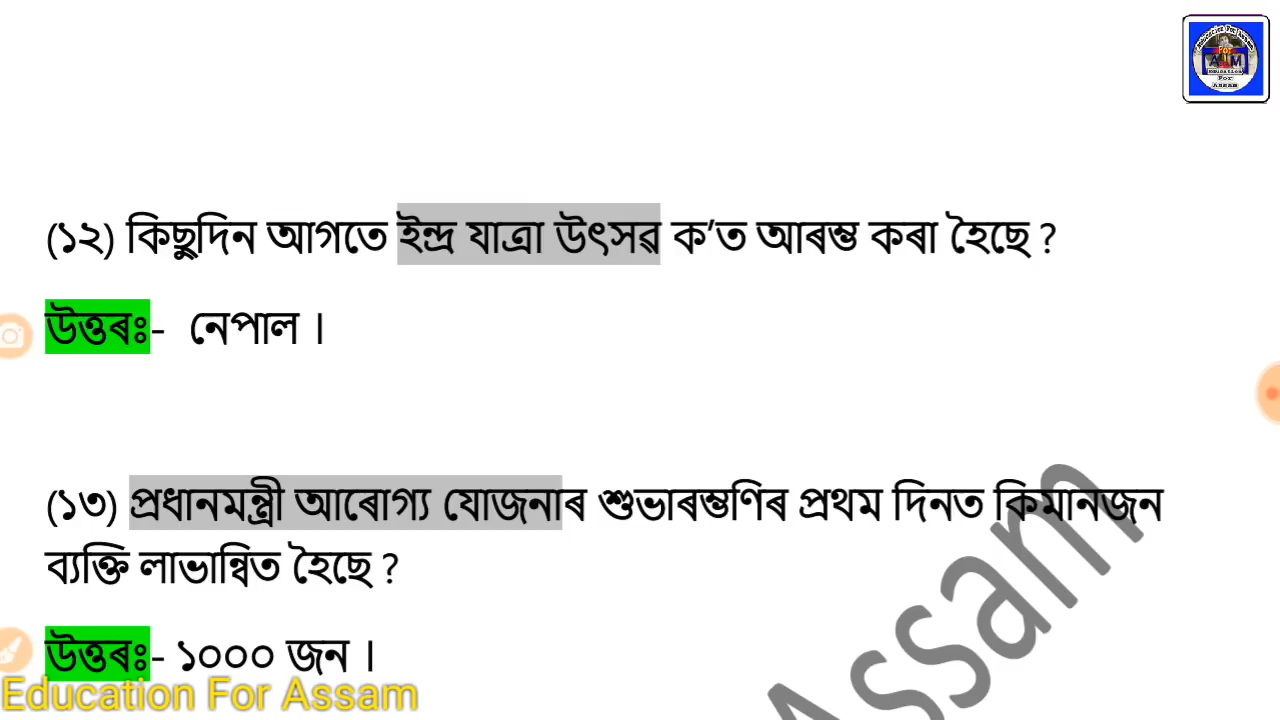 (১২) কিছুদিন আগতে ইন্দ্ৰ যাত্ৰা উৎসৱ ক’ত আৰম্ভ কৰা হৈছে ?
উত্তৰঃ- নেপাল ।
(১৩) প্ৰধানমন্ত্ৰী আৰোগ্য যোজনাৰ শুভাৰম্ভণিৰ প্ৰথম দিনত কিমানজন
ব্যক্তি লাভান্বিত হৈছে ?
উত্তৰঃ- ১০০০ জন ।
Education For Assam
Assam